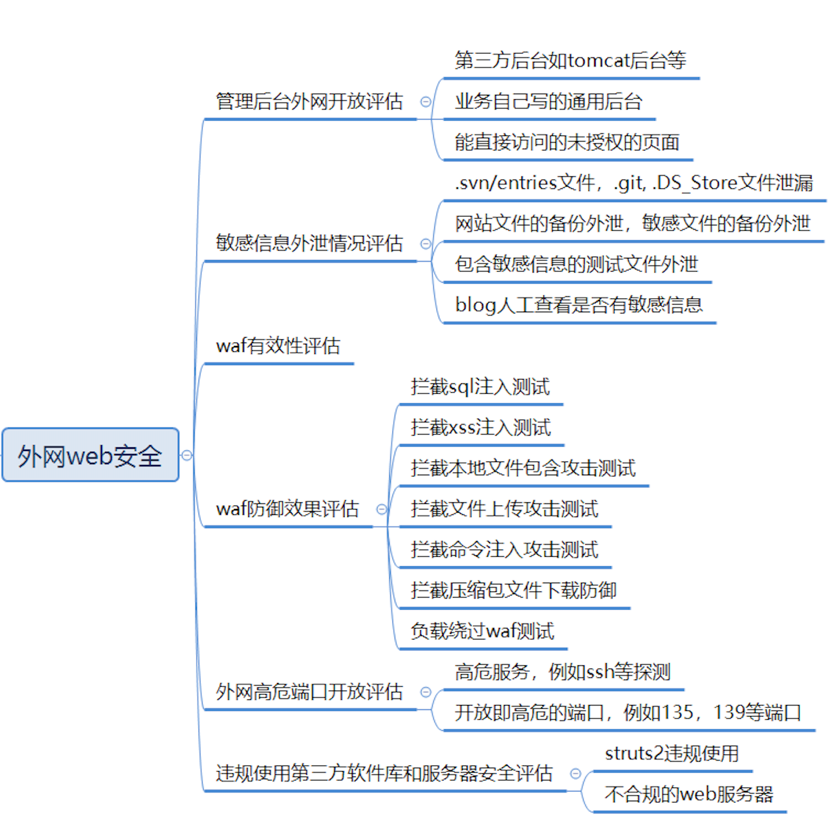 外网web安全
管理后台外网开放评估
第三方后台如tomcat后台等
业务自己写的通用后台
能直接访问的未授权的页面
敏感信息外泄情况评估
.svn/entries文件，.git, .DS_Store文件泄漏
网站文件的备份外泄，敏感文件的备份外泄
包含敏感信息的测试文件外泄
blog人工查看是否有敏感信息
waf有效性评估
waf防御效果评估
拦截sql注入测试
拦截xss注入测试
拦截本地文件包含攻击测试
拦截文件上传攻击测试
拦截命令注入攻击测试
拦截压缩包文件下载防御
负载绕过waf测试
外网高危端口开放评估
高危服务，例如ssh等探测
开放即高危的端口，例如135，139等端口
违规使用第三方软件库和服务器安全评估
struts2违规使用
不合规的web服务器